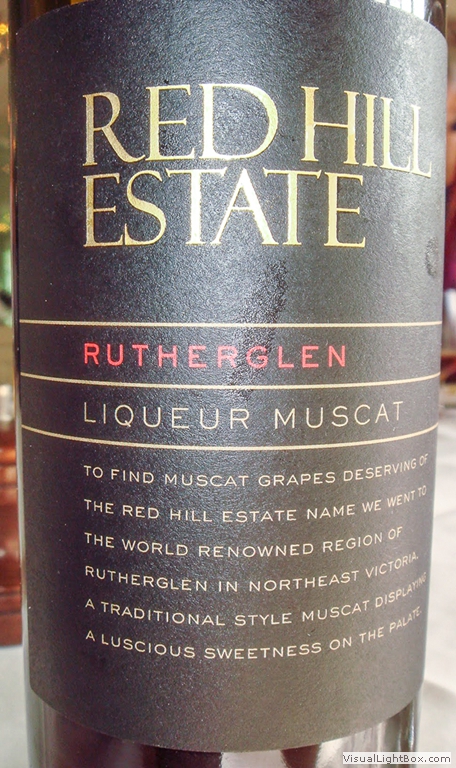 RED HILL
ESTATE
RUTHERGLEN
LIQUEUR MUSCAT
TO FIND MUSCAT GRAPES DESERVING OF
THE RED HILL ESTATE NAME WE WENT TO
THE WORLD RENOWNED REGION OF
RUTHERGLEN IN NORTHEAST VICTORIA.
A TRADITIONAL STYLE MUSCAT DISPLAYING
A LUSCIOUS SWEETNESS ON THE PALATE.
VisualLightBox.com